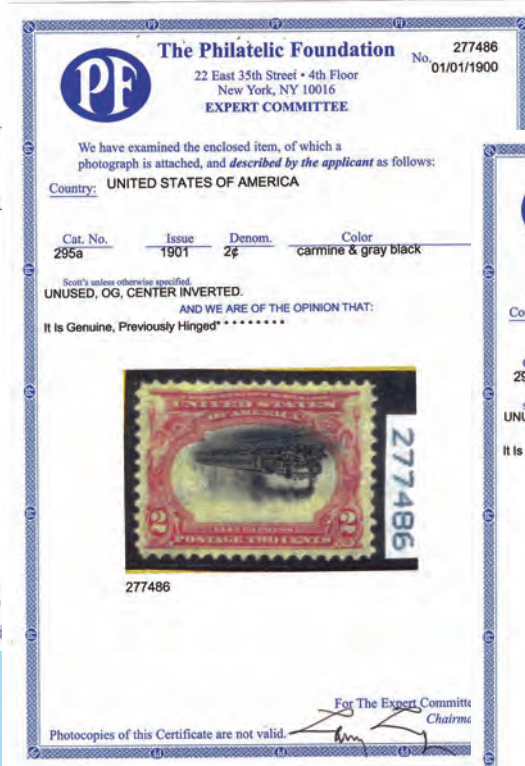 PF
The Philatelic Foundation
No. 277486
01/01/1900
22 East 35th Street • 4th Floor
New York, NY 10016
EXPERT COMMITTEE
We have examined the enclosed item, of which a
photograph is attached, and described by the applicant as follows:
Country: UNITED STATES OF AMERICA
Cat. No. Issue Denom. Color
295a 1901 2¢ carmine & gray black
Scott's unless otherwise specified.
UNUSED, OG, CENTER INVERTED.
AND WE ARE OF THE OPINION THAT:
It Is Genuine, Previously Hinged*********
UNITED STATES
OF AMERICA
2 2
POSTAGE TWO CENTS
277486
277486
For The Expert Committe
Chairma
Photocopies of this Certificate are not valid.
Co
29
UNU
It Is